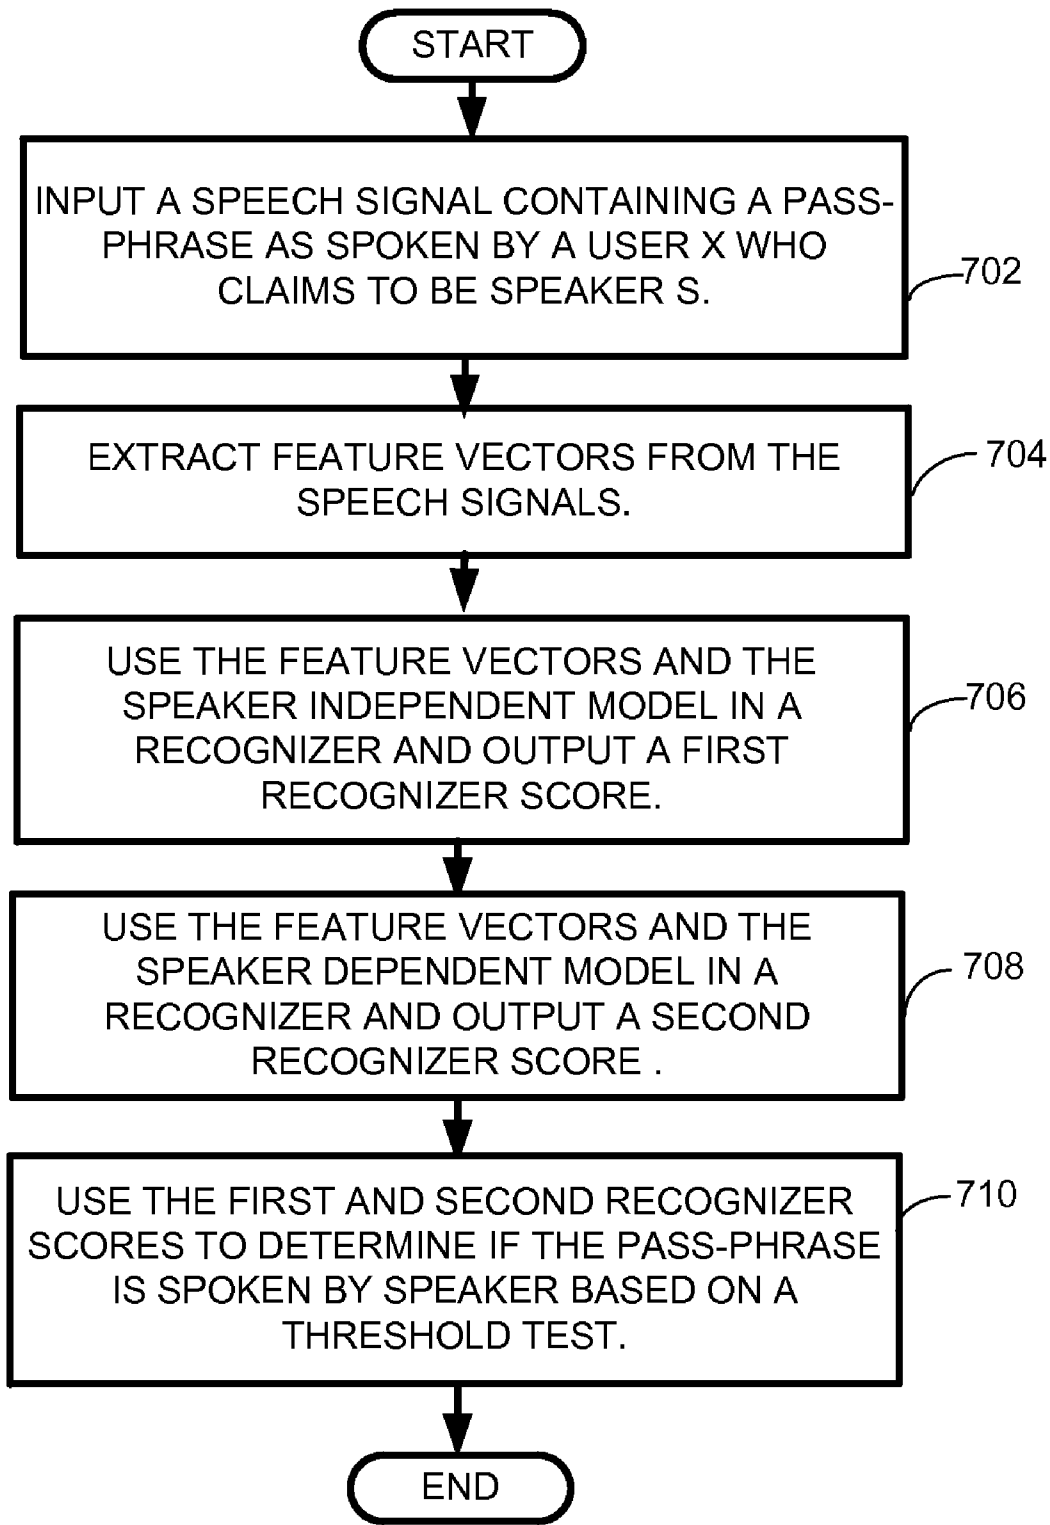 START
INPUT A SPEECH SIGNAL CONTAINING A PASS-
PHRASE AS SPOKEN BY A USER X WHO
CLAIMS TO BE SPEAKER S.
702
EXTRACT FEATURE VECTORS FROM THE
SPEECH SIGNALS.
704
USE THE FEATURE VECTORS AND THE
SPEAKER INDEPENDENT MODEL IN A
RECOGNIZER AND OUTPUT A FIRST
RECOGNIZER SCORE.
706
USE THE FEATURE VECTORS AND THE
SPEAKER DEPENDENT MODEL IN A
RECOGNIZER AND OUTPUT A SECOND
RECOGNIZER SCORE .
708
USE THE FIRST AND SECOND RECOGNIZER
SCORES TO DETERMINE IF THE PASS-PHRASE
IS SPOKEN BY SPEAKER BASED ON A
THRESHOLD TEST.
710
END